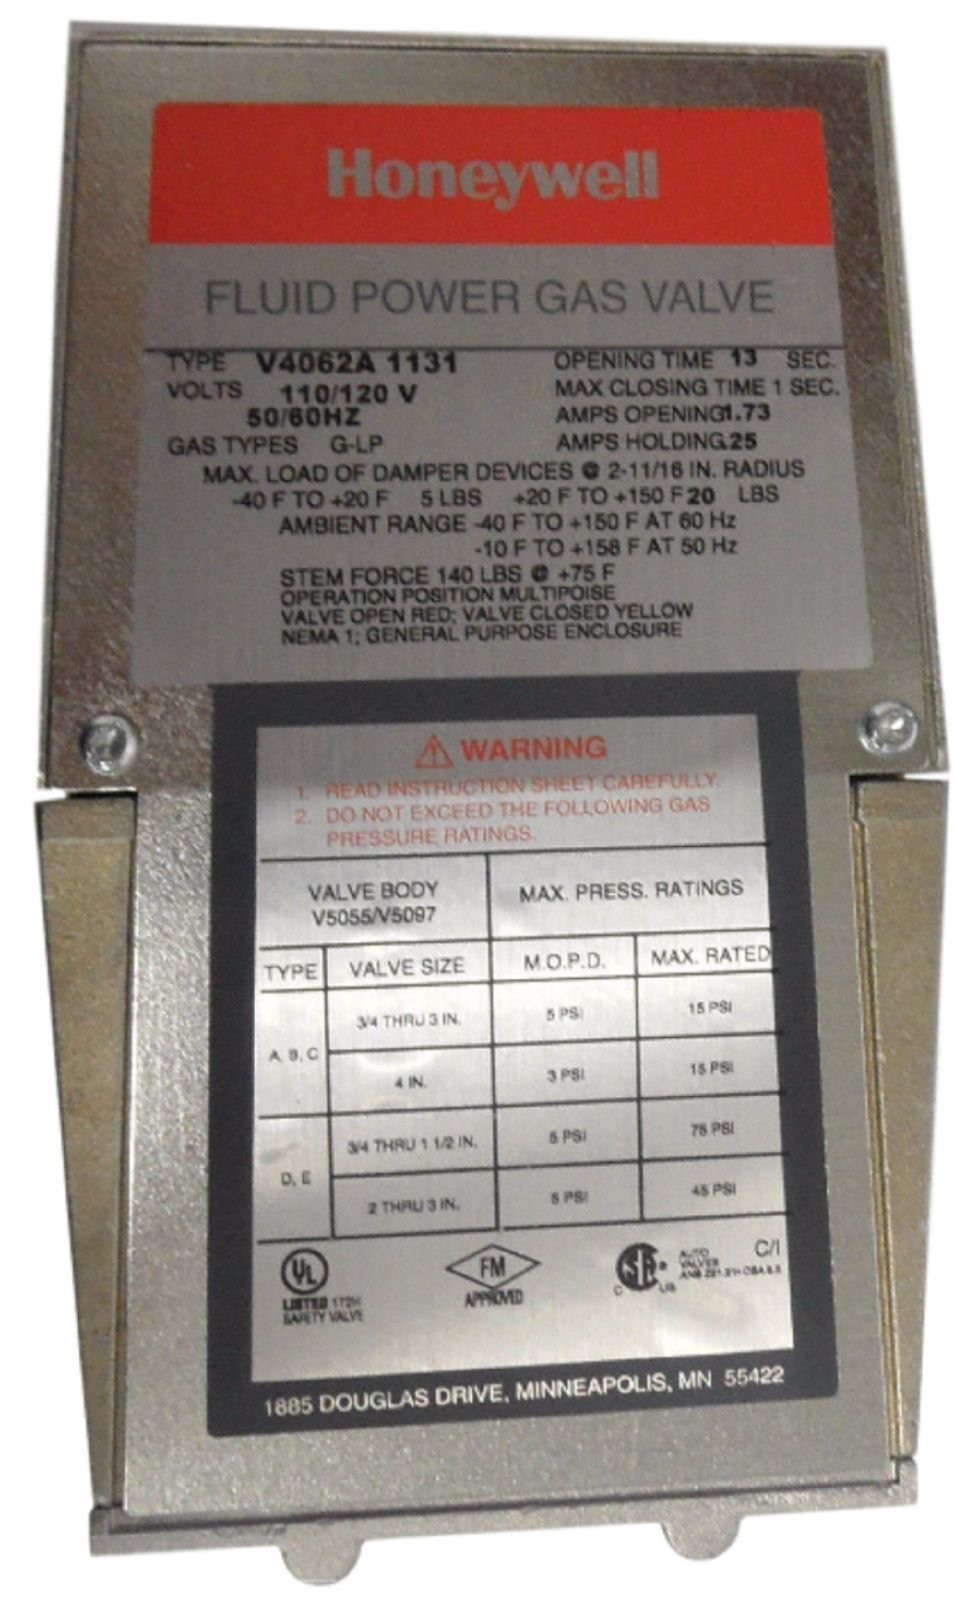 Honeywell
FLUID POWER GAS VALVE
TYPE V4062A 1131 OPENING TIME 13 SEC.
VOLTS 110/120 V MAX CLOSING TIME 1 SEC.
50/60HZ AMPS OPENING1.73
GAS TYPES G-LP AMPS HOLDING.25
MAX. LOAD OF DAMPER DEVICES @ 2-11/16 IN. RADIUS
-40 F TO +20 F 5 LBS +20 F TO +150 F 20 LBS
AMBIENT RANGE -40 F TO +150 F AT 60 Hz
-10 F TO +158 F AT 50 Hz
STEM FORCE 140 LBS @ +75 F
OPERATION POSITION MULTIPOISE
VALVE OPEN RED; VALVE CLOSED YELLOW
NEMA 1; GENERAL PURPOSE ENCLOSURE
WARNING
1. READ INSTRUCTION SHEET CAREFULLY.
2. DO NOT EXCEED THE FOLLOWING GAS
PRESSURE RATINGS.
VALVE BODY
V5055/V5097
MAX. PRESS. RATINGS
TYPE VALVE SIZE M.O.P.D. MAX. RATED
A, B, C
3/4 THRU 3 IN. 5 PSI 15 PSI
4 IN. 3 PSI 15 PSI
D, E
3/4 THRU 1 1/2 IN. 5 PSI 75 PSI
2 THRU 3 IN. 5 PSI 45 PSI
UL
LISTED 172H
SAFETY VALVE
FM
APPROVED
C US
AUTO
VALVES
C/I
1885 DOUGLAS DRIVE, MINNEAPOLIS, MN 55422